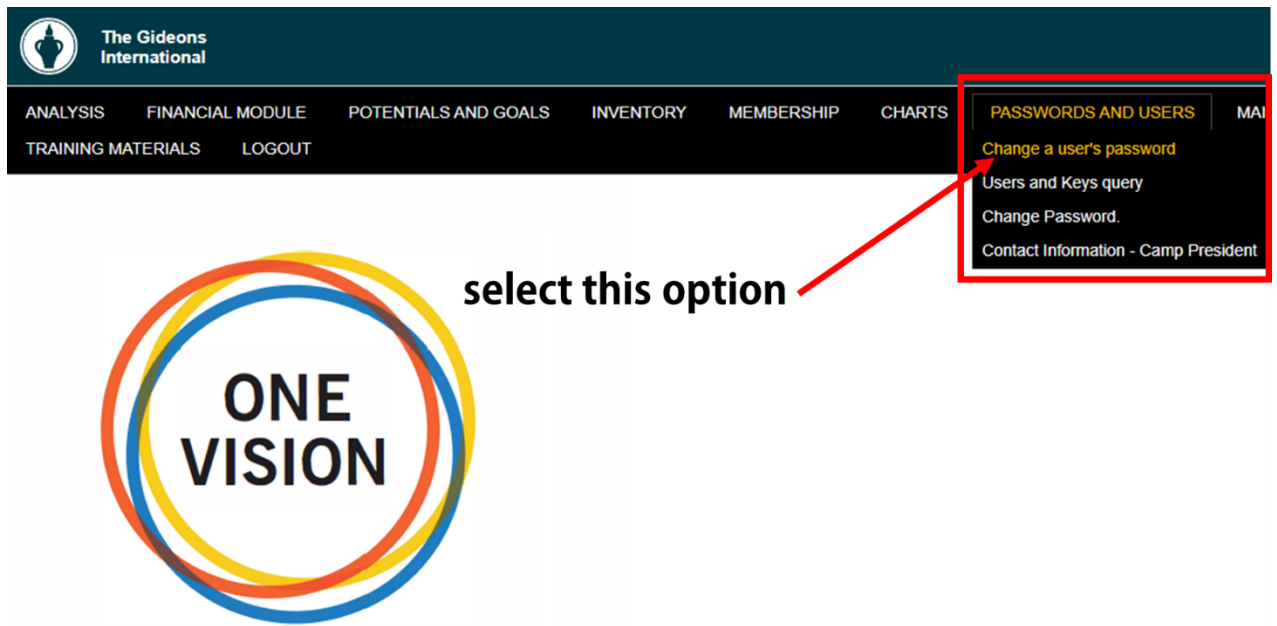 The Gideons
International
ANALYSIS FINANCIAL MODULE POTENTIALS AND GOALS INVENTORY MEMBERSHIP CHARTS PASSWORDS AND USERS MAI
TRAINING MATERIALS LOGOUT
Change a user's password
Users and Keys query
Change Password.
Contact Information - Camp President
select this option
ONE
VISION